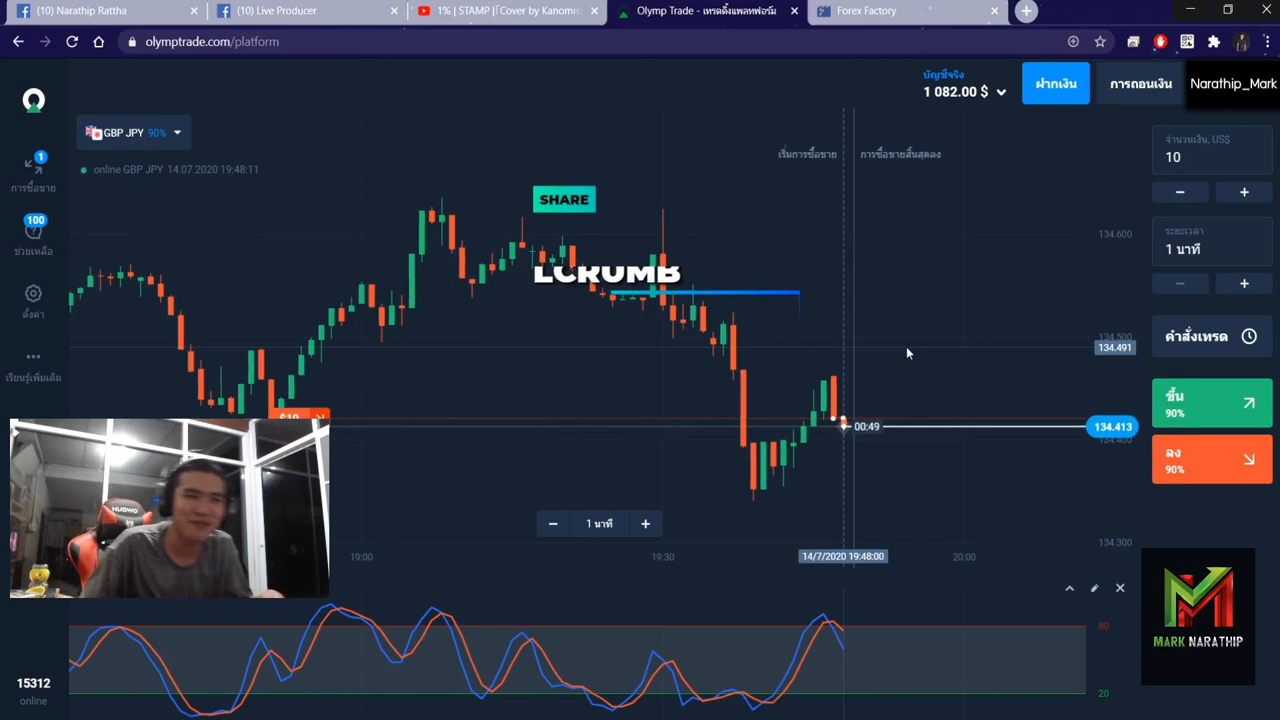 (10) Narathip Rattha
(10) Live Producer
1% | STAMP |「Cover by Kanomro
Olymp Trade - เทรดดิ้งแพลทฟอร์ม
Forex Factory
olymptrade.com/platform
บัญชีจริง
1 082.00 $
ฝากเงิน
การถอนเงิน
Narathip_Mark
GBP JPY 90%
online GBP JPY 14.07.2020 19:48:11
เริ่มการซื้อขาย
การซื้อขายสิ้นสุดลง
จำนวนเงิน, US$
10
1
การซื้อขาย
SHARE
100
ช่วยเหลือ
134.600
ระยะเวลา
1 นาที
ตั้งค่า
134.500
134.491
คำสั่งเทรด
เรียนรู้เพิ่มเติม
ขึ้น
90%
$10
00:49
134.413
134.400
ลง
90%
NUBWO
1 นาที
134.300
19:00
19:30
14/7/2020 19:48:00
20:00
80
MARK NARATHIP
15312
online
20